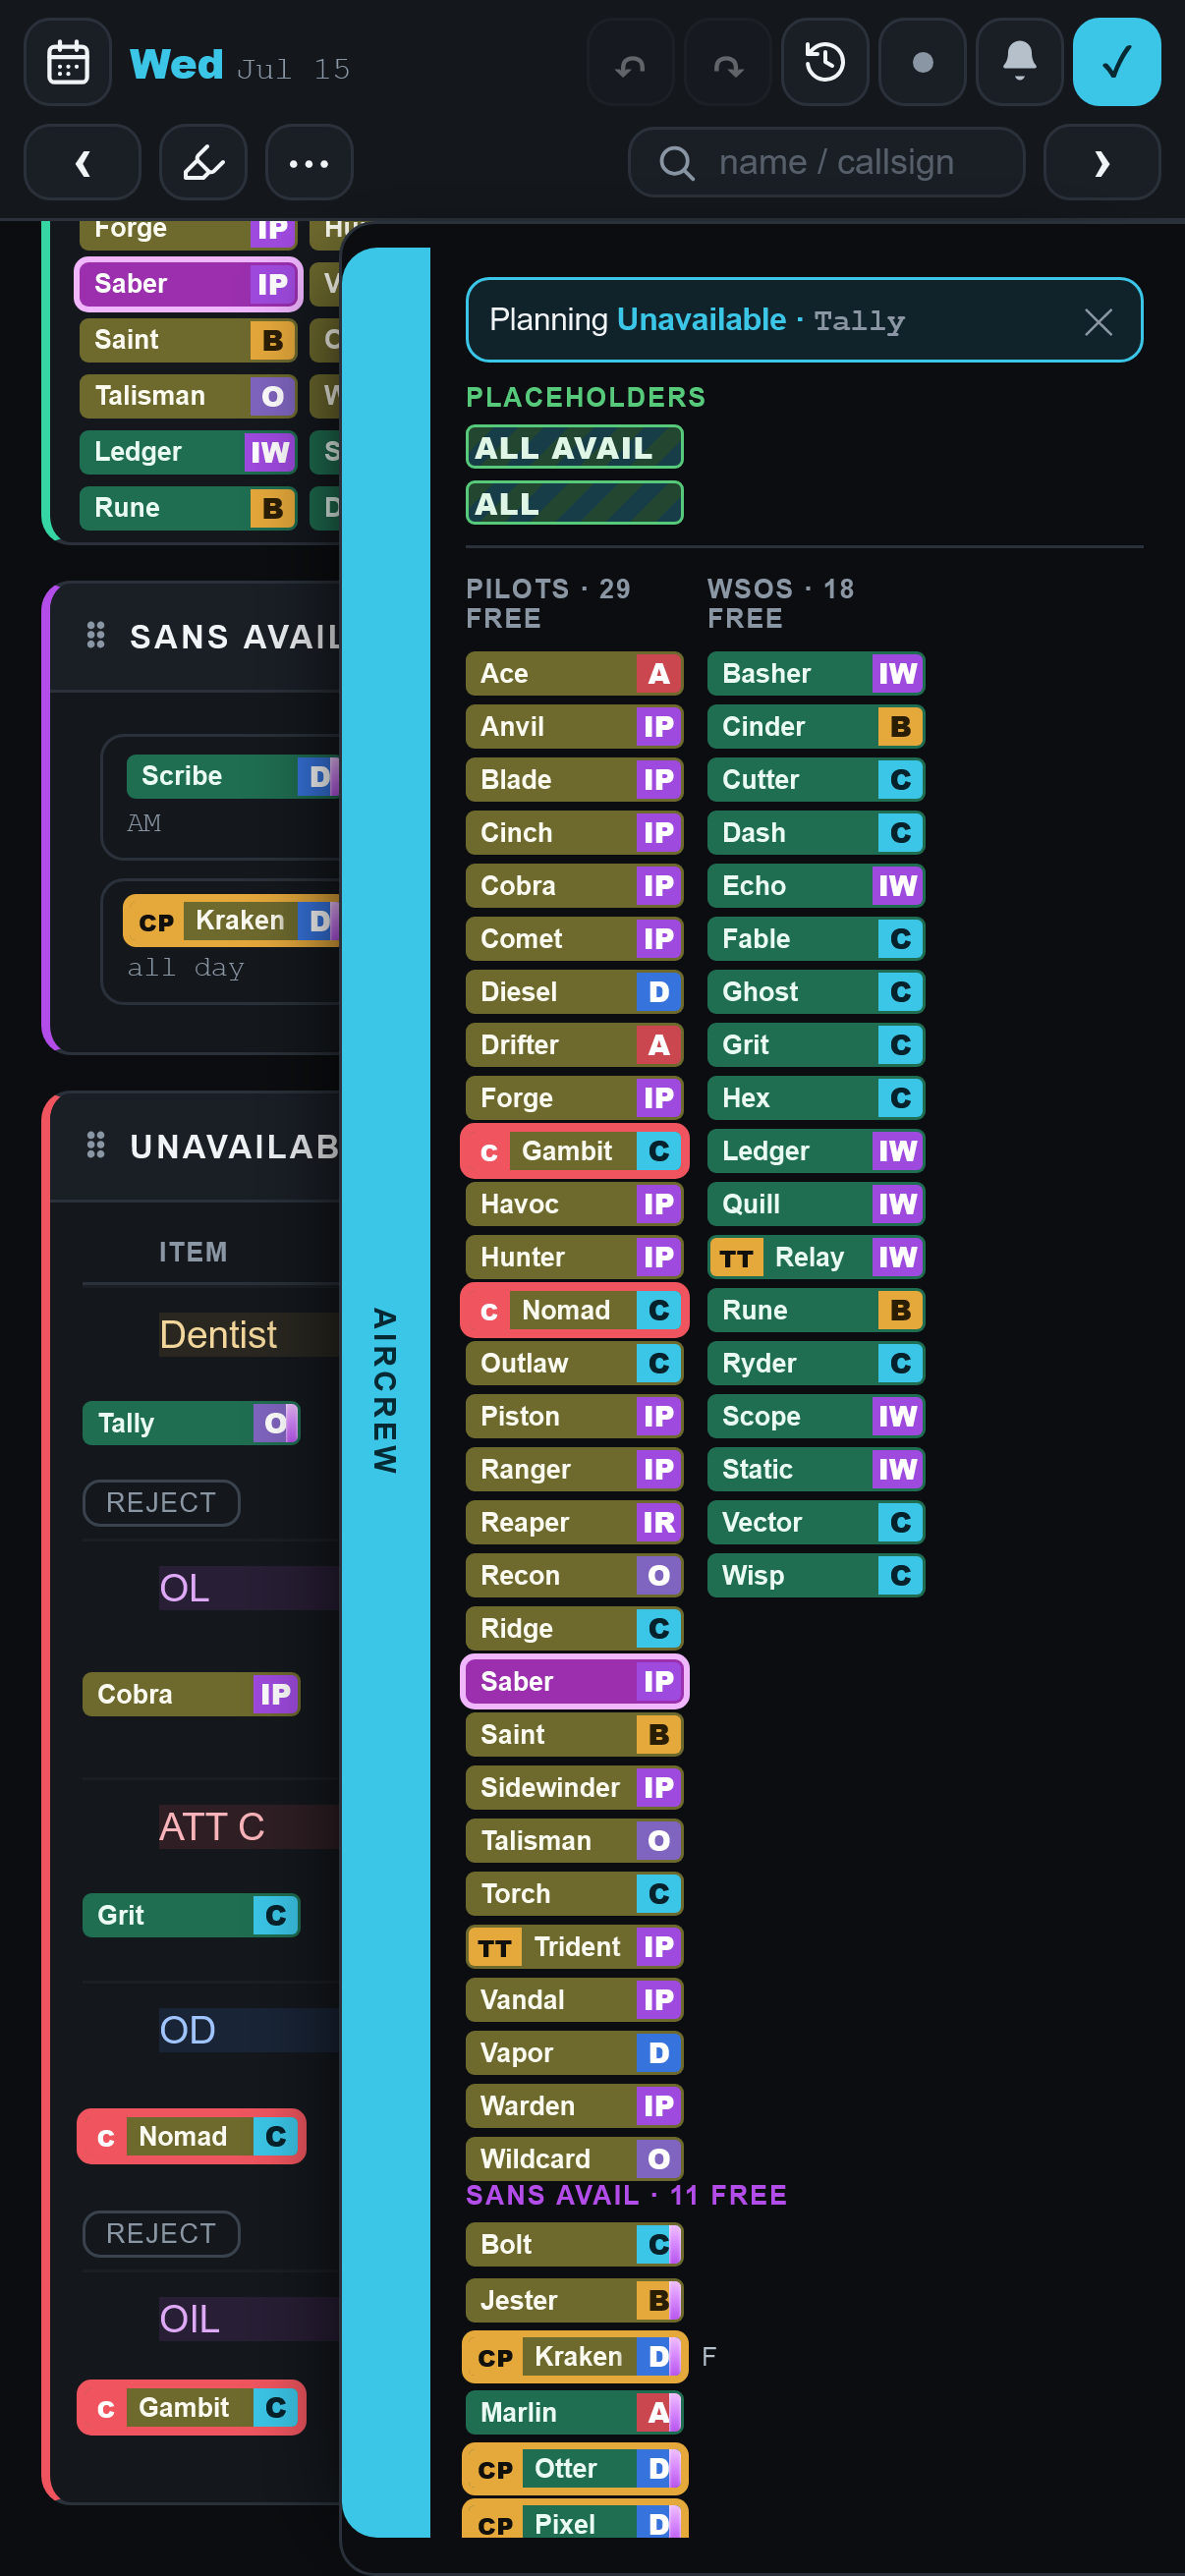 Wed Jul 15
name / callsign
Forge IP
Saber IP
Saint B
Talisman O
Ledger IW
Rune B
SANS AVAIL
Scribe D
AM
CP Kraken D
all day
UNAVAILAB
ITEM
Dentist
Tally O
REJECT
OL
Cobra IP
ATT C
Grit C
OD
C Nomad C
REJECT
OIL
C Gambit C
AIRCREW
Planning Unavailable · Tally
PLACEHOLDERS
ALL AVAIL
ALL
PILOTS · 29 FREE
Ace A
Anvil IP
Blade IP
Cinch IP
Cobra IP
Comet IP
Diesel D
Drifter A
Forge IP
C Gambit C
Havoc IP
Hunter IP
C Nomad C
Outlaw C
Piston IP
Ranger IP
Reaper IR
Recon O
Ridge C
Saber IP
Saint B
Sidewinder IP
Talisman O
Torch C
TT Trident IP
Vandal IP
Vapor D
Warden IP
Wildcard O
WSOS · 18 FREE
Basher IW
Cinder B
Cutter C
Dash C
Echo IW
Fable C
Ghost C
Grit C
Hex C
Ledger IW
Quill IW
TT Relay IW
Rune B
Ryder C
Scope IW
Static IW
Vector C
Wisp C
SANS AVAIL · 11 FREE
Bolt C
Jester B
CP Kraken D F
Marlin A
CP Otter D
CP Pixel D